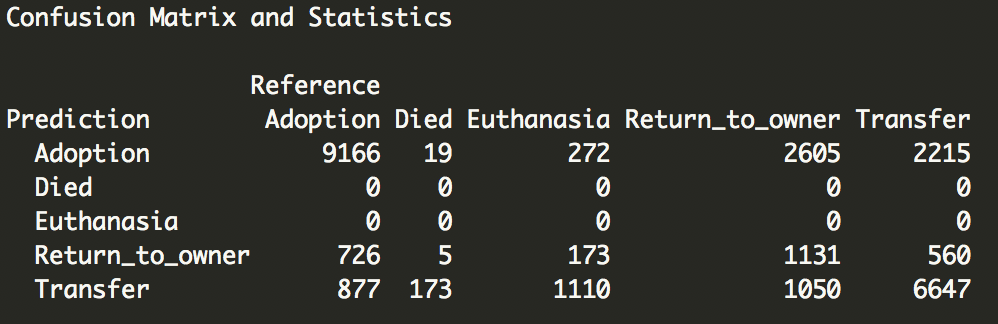 Confusion Matrix and Statistics
Reference
Prediction Adoption Died Euthanasia Return_to_owner Transfer
Adoption 9166 19 272 2605 2215
Died 0 0 0 0 0
Euthanasia 0 0 0 0 0
Return_to_owner 726 5 173 1131 560
Transfer 877 173 1110 1050 6647